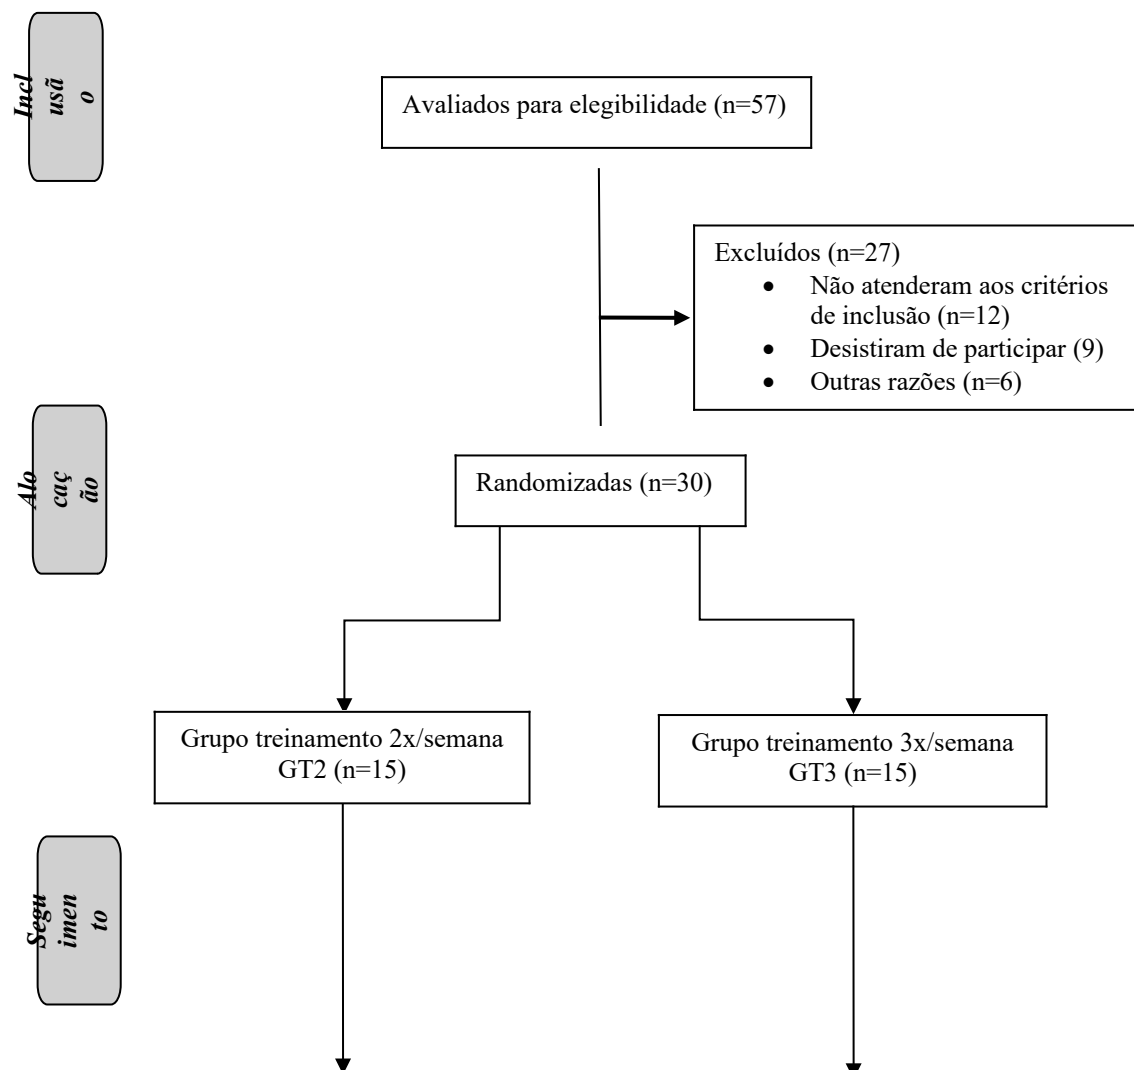 Incl
usã
o
Avaliados para elegibilidade (n=57)
Excluídos (n=27)
• Não atenderam aos critérios
de inclusão (n=12)
• Desistiram de participar (9)
• Outras razões (n=6)
Alo
caç
ão
Randomizadas (n=30)
Grupo treinamento 2x/semana
GT2 (n=15)
Grupo treinamento 3x/semana
GT3 (n=15)
Segu
imen
to